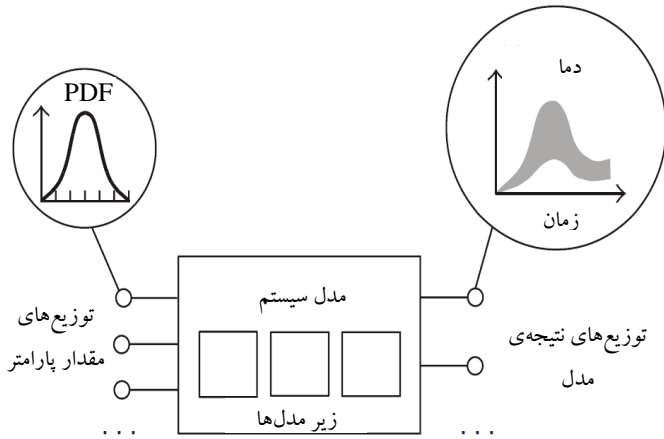 PDF
دما
زمان
مدل سیستم
توزیع‌های
مقدار پارامتر
توزیع‌های نتیجه‌ی
مدل
زیر مدل‌ها
. . .
. . .